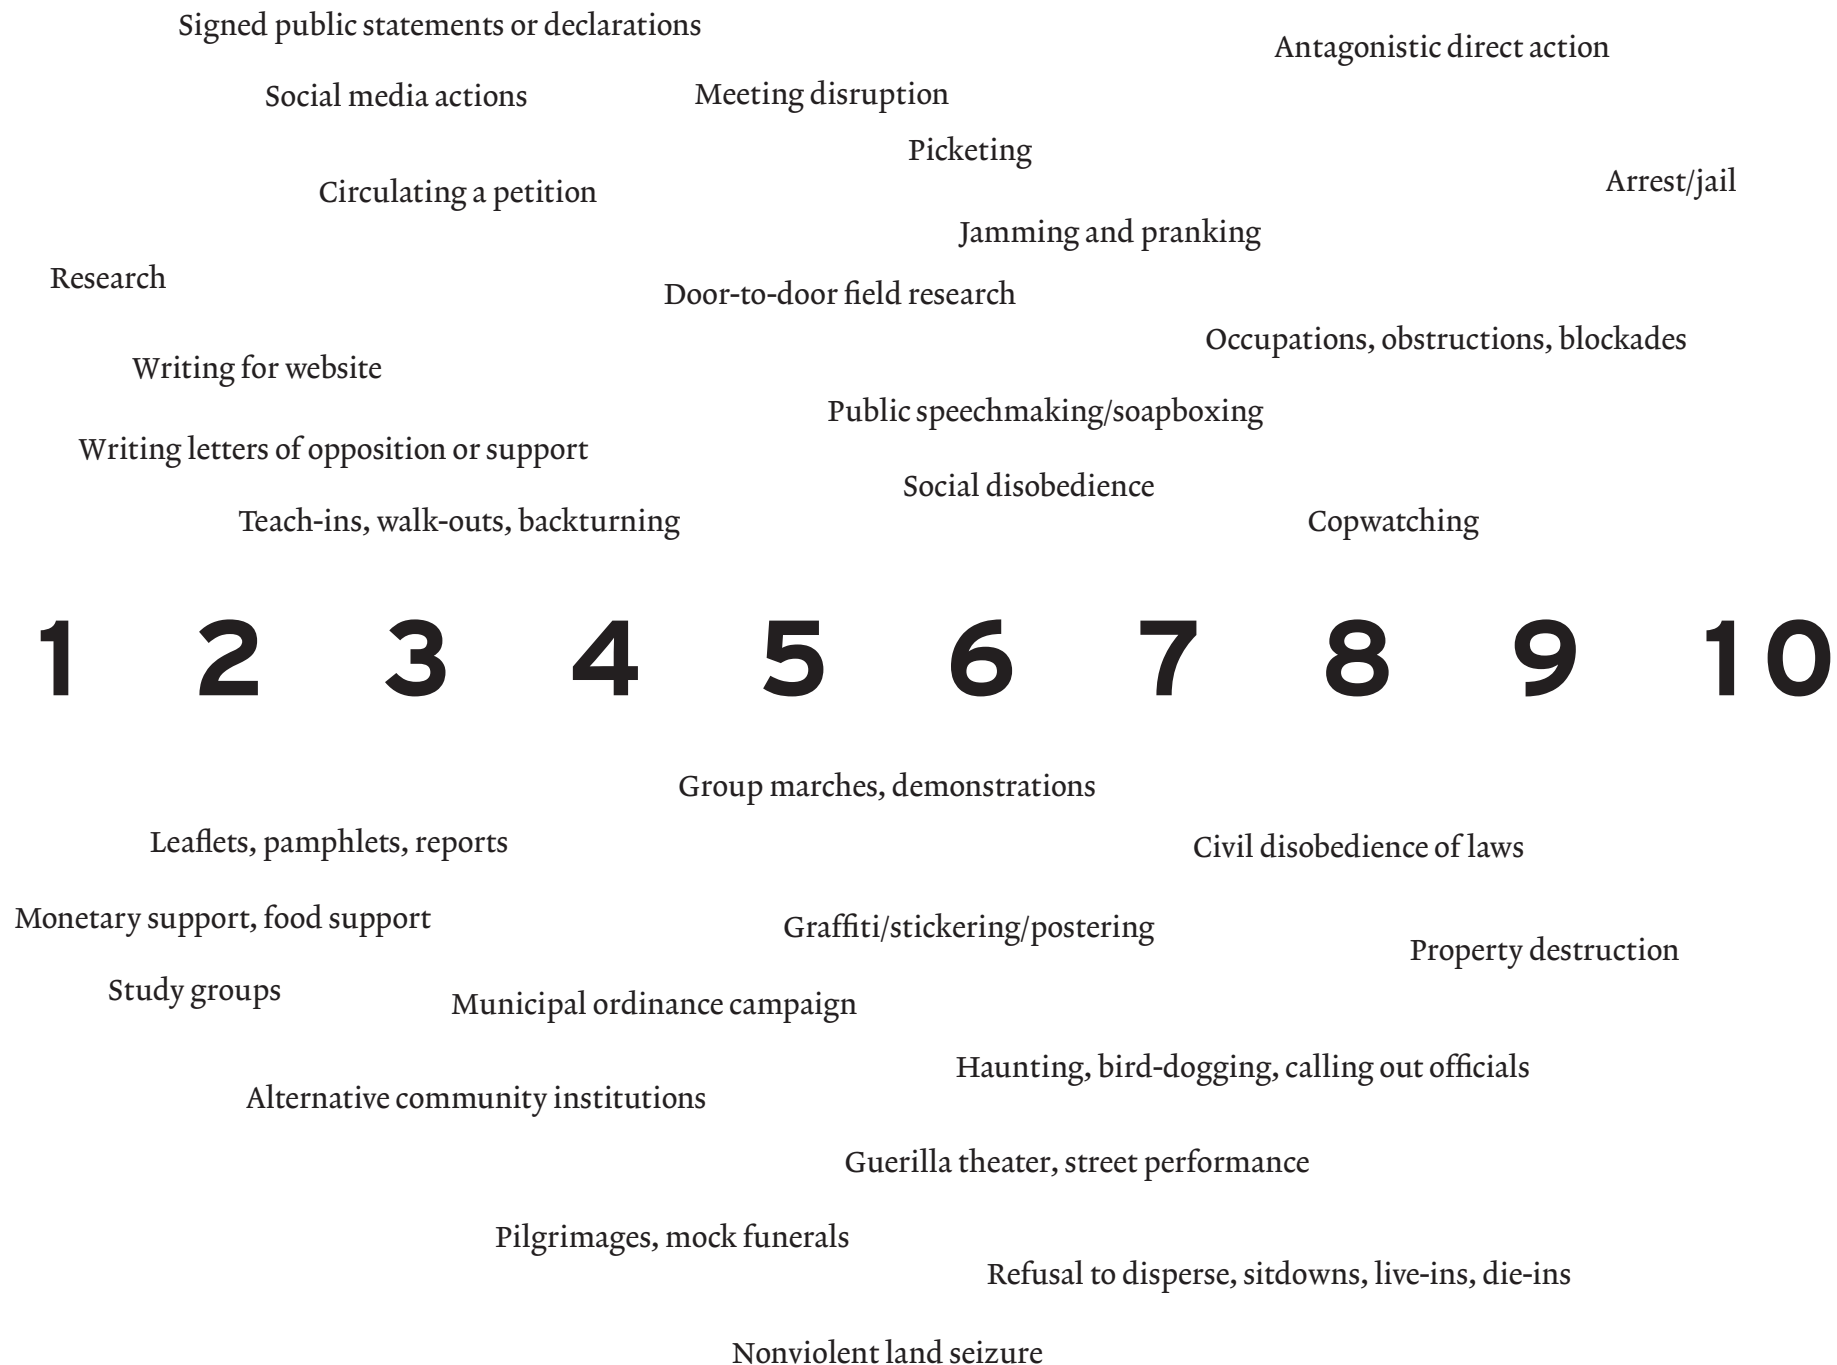 Signed public statements or declarations
Antagonistic direct action
Social media actions
Meeting disruption
Picketing
Arrest/jail
Circulating a petition
Jamming and pranking
Research
Door-to-door field research
Occupations, obstructions, blockades
Writing for website
Public speechmaking/soapboxing
Writing letters of opposition or support
Social disobedience
Teach-ins, walk-outs, backturning
Copwatching
1 2 3 4 5 6 7 8 9 10
Group marches, demonstrations
Leaflets, pamphlets, reports
Civil disobedience of laws
Monetary support, food support
Graffiti/stickering/postering
Property destruction
Study groups
Municipal ordinance campaign
Haunting, bird-dogging, calling out officials
Alternative community institutions
Guerilla theater, street performance
Pilgrimages, mock funerals
Refusal to disperse, sitdowns, live-ins, die-ins
Nonviolent land seizure